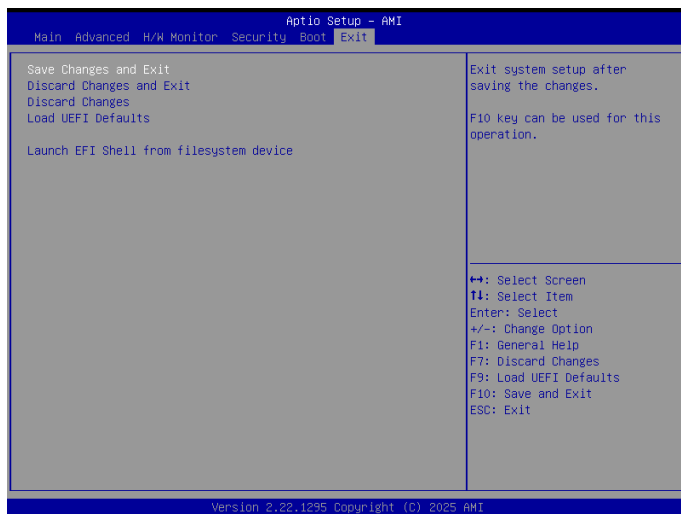 Aptio Setup – AMI
Main Advanced H/W Monitor Security Boot Exit
Save Changes and Exit
Discard Changes and Exit
Discard Changes
Load UEFI Defaults
Launch EFI Shell from filesystem device
Exit system setup after
saving the changes.
F10 key can be used for this
operation.
↔: Select Screen
↑↓: Select Item
Enter: Select
+/-: Change Option
F1: General Help
F7: Discard Changes
F9: Load UEFI Defaults
F10: Save and Exit
ESC: Exit
Version 2.22.1295 Copyright (C) 2025 AMI